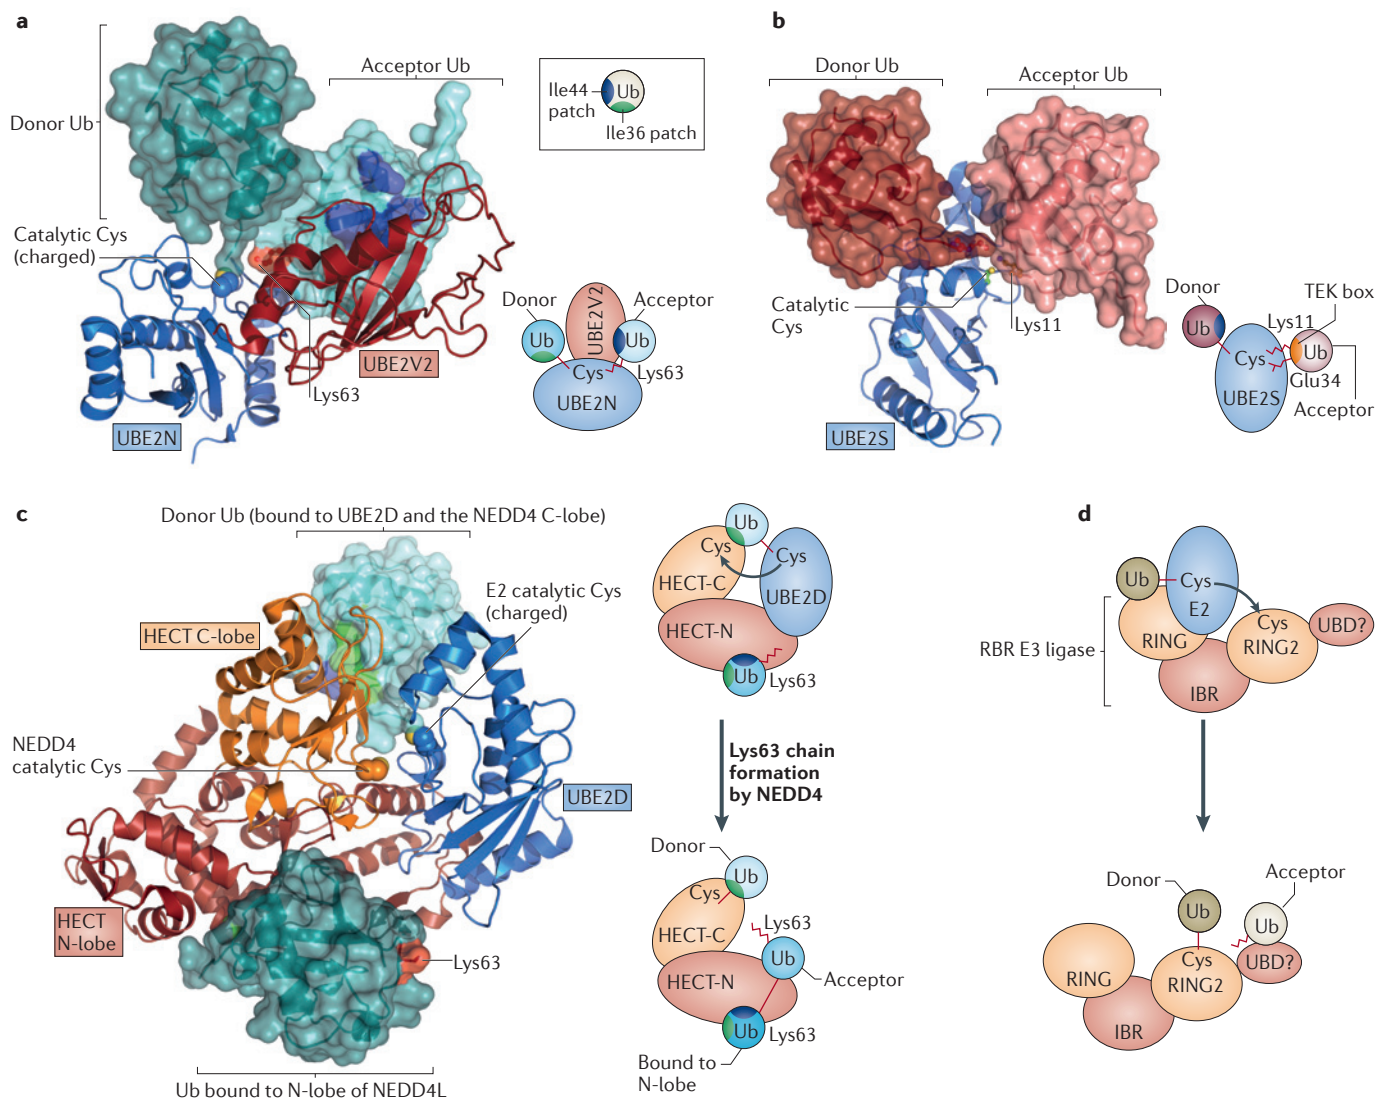 a
Donor Ub
Acceptor Ub
Ile44
patch
Ub
Ile36 patch
Catalytic Cys
(charged)
UBE2N
UBE2V2
Lys63
Donor
Acceptor
Ub
UBE2V2
Ub
Cys
Lys63
UBE2N
b
Donor Ub
Acceptor Ub
Catalytic
Cys
Lys11
UBE2S
Donor
TEK box
Ub
Lys11
Cys
Ub
Glu34
UBE2S
Acceptor
c
Donor Ub (bound to UBE2D and the NEDD4 C-lobe)
HECT C-lobe
E2 catalytic Cys
(charged)
NEDD4
catalytic Cys
UBE2D
HECT
N-lobe
Lys63
Ub bound to N-lobe of NEDD4L
Ub
Cys
Cys
HECT-C
UBE2D
HECT-N
Ub
Lys63
Lys63 chain
formation
by NEDD4
Donor
Ub
Cys
Lys63
HECT-C
Ub
HECT-N
Acceptor
Ub
Lys63
Bound to
N-lobe
d
Ub
Cys
E2
Cys
UBD?
RING
RING2
RBR E3 ligase
IBR
Donor
Acceptor
Ub
Ub
Cys
UBD?
RING
RING2
IBR